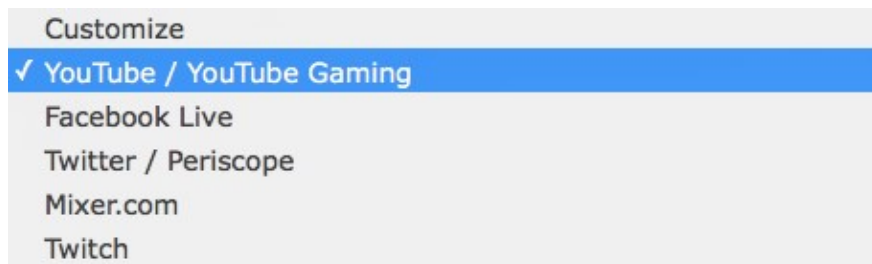 Customize
✓ YouTube / YouTube Gaming
Facebook Live
Twitter / Periscope
Mixer.com
Twitch